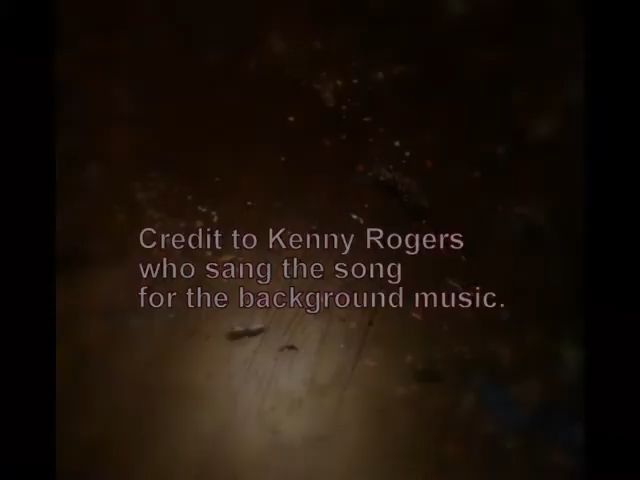 Credit to Kenny Rogers
who sang the song
for the background music.